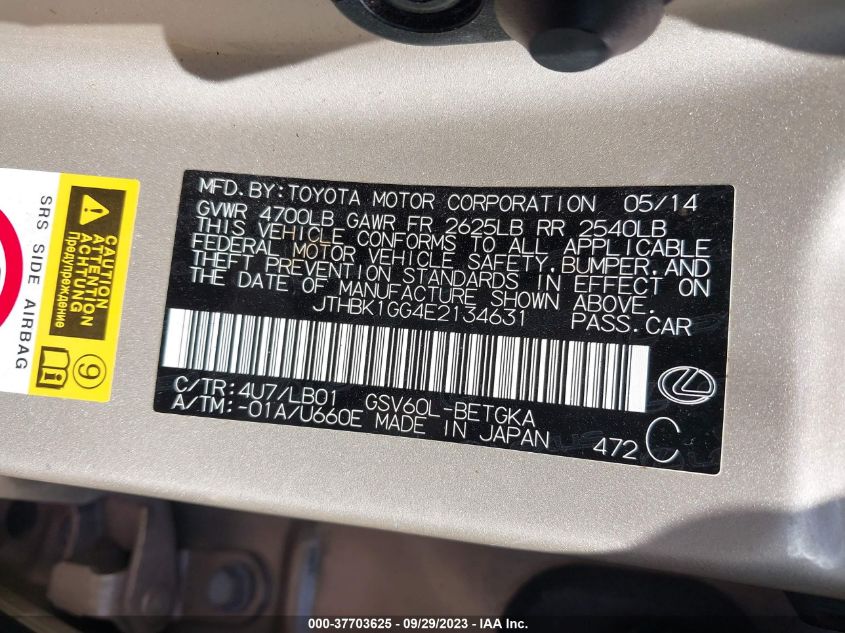 MFD. BY: TOYOTA MOTOR CORPORATION 05/14
GVWR 4700LB GAWR FR 2625LB RR 2540LB
THIS VEHICLE CONFORMS TO ALL APPLICABLE
FEDERAL MOTOR VEHICLE SAFETY, BUMPER, AND
THEFT PREVENTION STANDARDS IN EFFECT ON
THE DATE OF MANUFACTURE SHOWN ABOVE.
JTHBK1GG4E2134631 PASS.CAR
C/TR:4U7/LB01 GSV60L-BETGKA
A/TM:-01A/U660E MADE IN JAPAN 472 C
SRS SIDE AIRBAG
CAUTION
ATTENTION
ACHTUNG
Предупреждение
9
000-37703625 - 09/29/2023 - © IAA Inc.